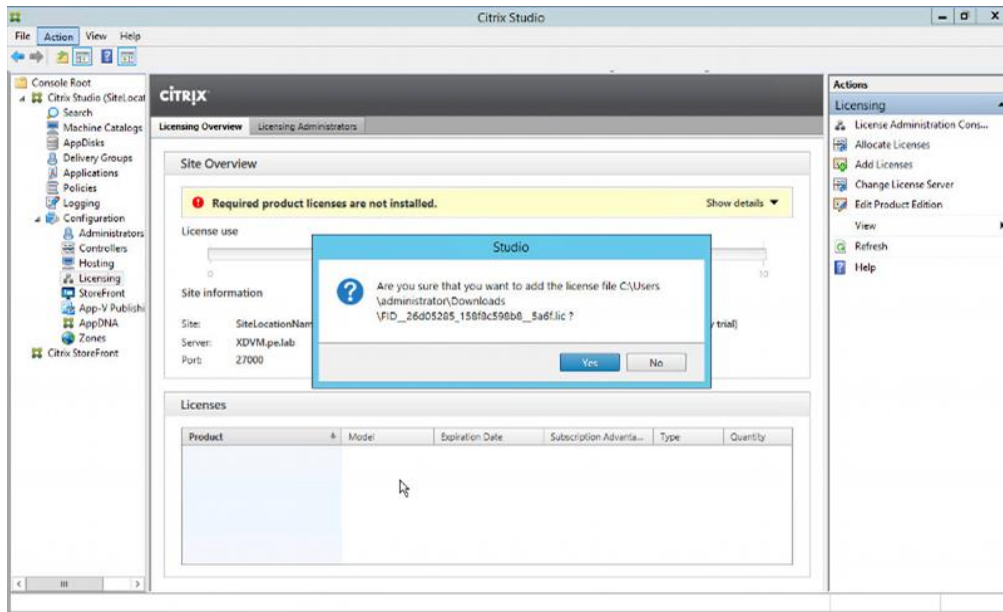 Citrix Studio
File Action View Help
Console Root
Citrix Studio (SiteLocat
Search
Machine Catalogs
AppDisks
Delivery Groups
Applications
Policies
Logging
Configuration
Administrators
Controllers
Hosting
Licensing
StoreFront
App-V Publishi
AppDNA
Zones
Citrix StoreFront
CITRIX
Licensing Overview Licensing Administrators
Site Overview
Required product licenses are not installed. Show details
License use
0 10
Site information
Site: SiteLocationNam
y trial)
Server: XDVM.pe.lab
Port: 27000
Studio
Are you sure that you want to add the license file C:\Users
\administrator\Downloads
\FID__26d05285_158f8c598b8__5a6f.lic ?
Yes No
Licenses
Product Model Expiration Date Subscription Advanta... Type Quantity
Actions
Licensing
License Administration Cons...
Allocate Licenses
Add Licenses
Change License Server
Edit Product Edition
View
Refresh
Help